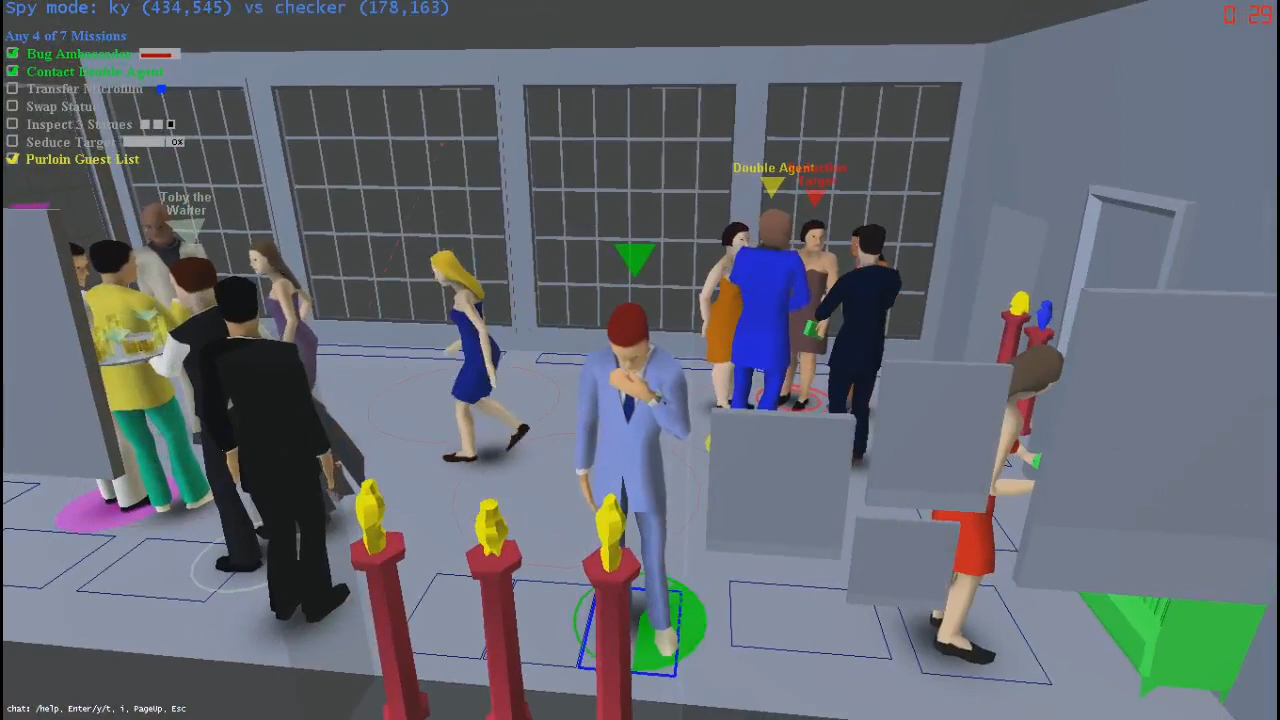 Spy mode: ky (434,545) vs checker (178,163)
0:29
Any 4 of 7 Missions
Bug Ambassador
Contact Double Agent
Transfer Microfilm
Swap Statue
Inspect 3 Statues
Seduce Target 0%
Purloin Guest List
Toby the
Waiter
Double Agent Seduction
Target
chat: /help, Enter/y/t, i, PageUp, Esc